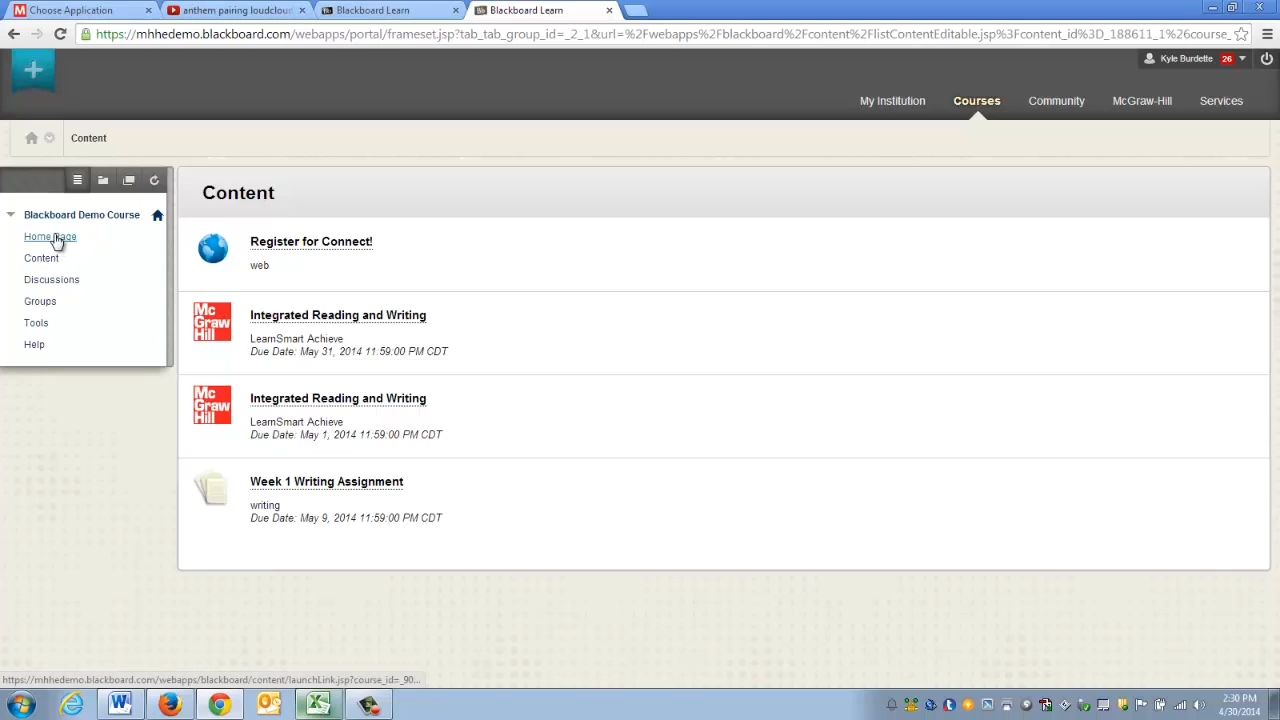 Choose Application
anthem pairing loudcloud
Blackboard Learn
Blackboard Learn
https://mhhedemo.blackboard.com/webapps/portal/frameset.jsp?tab_tab_group_id=_2_1&url=%2Fwebapps%2Fblackboard%2Fcontent%2FlistContentEditable.jsp%3Fcontent_id%3D_188611_1%26course_
Kyle Burdette 26
My Institution Courses Community McGraw-Hill Services
Content
Blackboard Demo Course
Home Page
Content
Discussions
Groups
Tools
Help
Content
Register for Connect!
web
Mc
Graw
Hill
Integrated Reading and Writing
LearnSmart Achieve
Due Date: May 31, 2014 11:59:00 PM CDT
Mc
Graw
Hill
Integrated Reading and Writing
LearnSmart Achieve
Due Date: May 1, 2014 11:59:00 PM CDT
Week 1 Writing Assignment
writing
Due Date: May 9, 2014 11:59:00 PM CDT
https://mhhedemo.blackboard.com/webapps/blackboard/content/launchLink.jsp?course_id=_90...
2:30 PM
4/30/2014